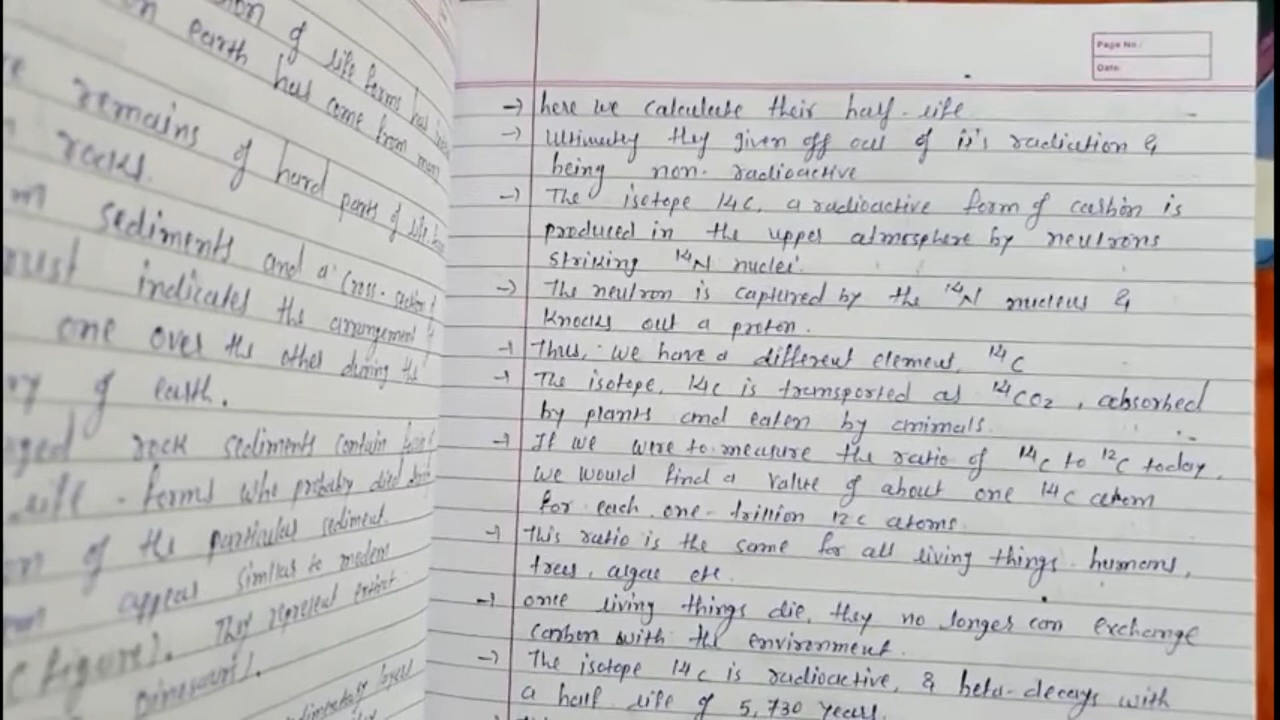 of life forms has
earth has come from
remains of hard parts of life
rocks.
sediments and a cross-section
indicates the arrangement
one over the other during the
of earth.
rock sediments contain
life-forms who probably died
of the particular sediment.
appear similar to modern
(figure). They represent extinct
Dinosaurs).
Page No.:
Date:
→ here we calculate their half-life
→ Ultimetly they given off out of it's radiation &
being non-radioactive
→ The isotope 14C, a radioactive form of carbon is
produced in the upper atmosphere by neutrons
striking ¹⁴N nuclei.
→ The neutron is captured by the ¹⁴N nucleus &
knocks out a proton.
→ Thus, we have a different element, ¹⁴C
→ The isotope, 14C is transported as ¹⁴CO₂, absorbed
by plants and eaten by animals.
→ If we were to measure the ratio of ¹⁴C to ¹²C today,
we would find a value of about one ¹⁴C atom
for each one-trillion 12C atoms.
→ This ratio is the same for all living things humans,
trees, algae etc.
→ once living things die, they no longer can exchange
carbon with the environment.
→ The isotope 14C is radioactive, & beta-decays with
a half life of 5,730 years.